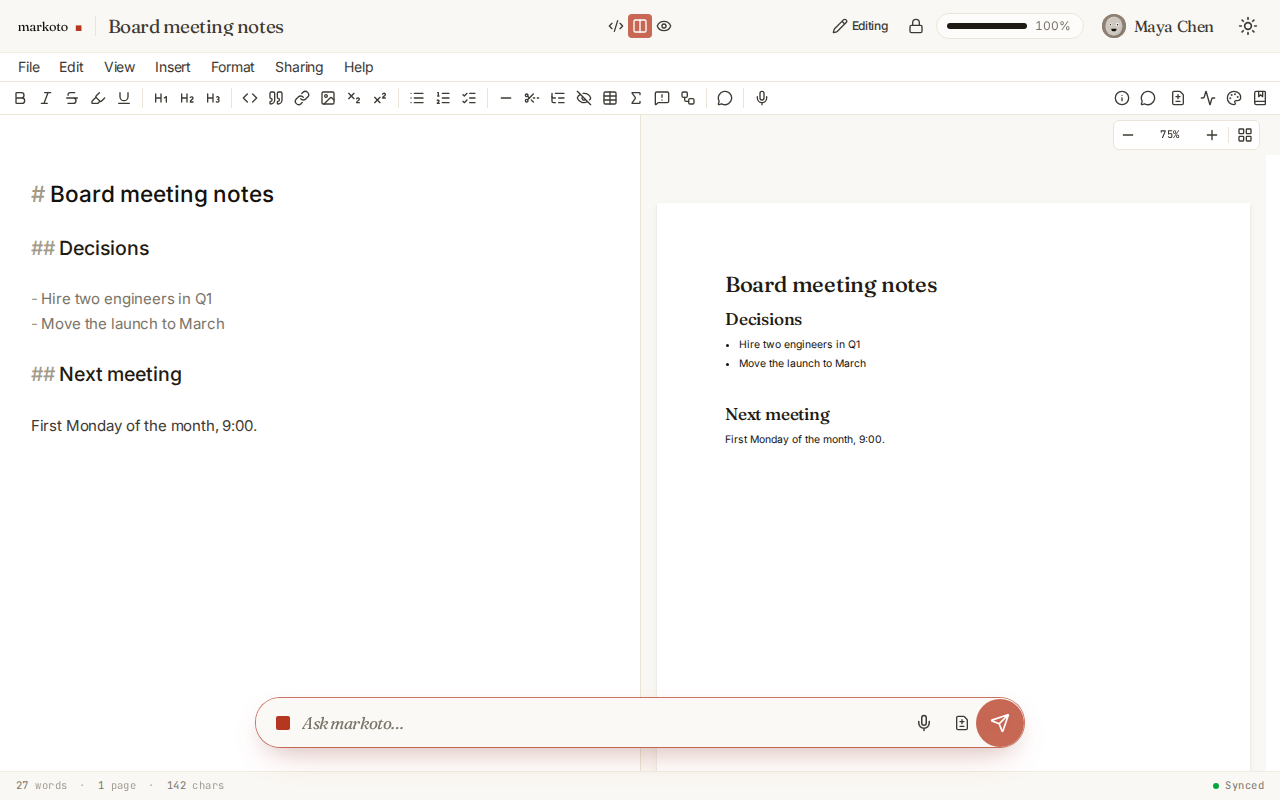 markoto
Board meeting notes
Editing
100%
Maya Chen
File Edit View Insert Format Sharing Help
H1 H2 H3
75%
# Board meeting notes
## Decisions
- Hire two engineers in Q1
- Move the launch to March
## Next meeting
First Monday of the month, 9:00.
Board meeting notes
Decisions
• Hire two engineers in Q1
• Move the launch to March
Next meeting
First Monday of the month, 9:00.
Ask markoto...
27 words · 1 page · 142 chars
Synced